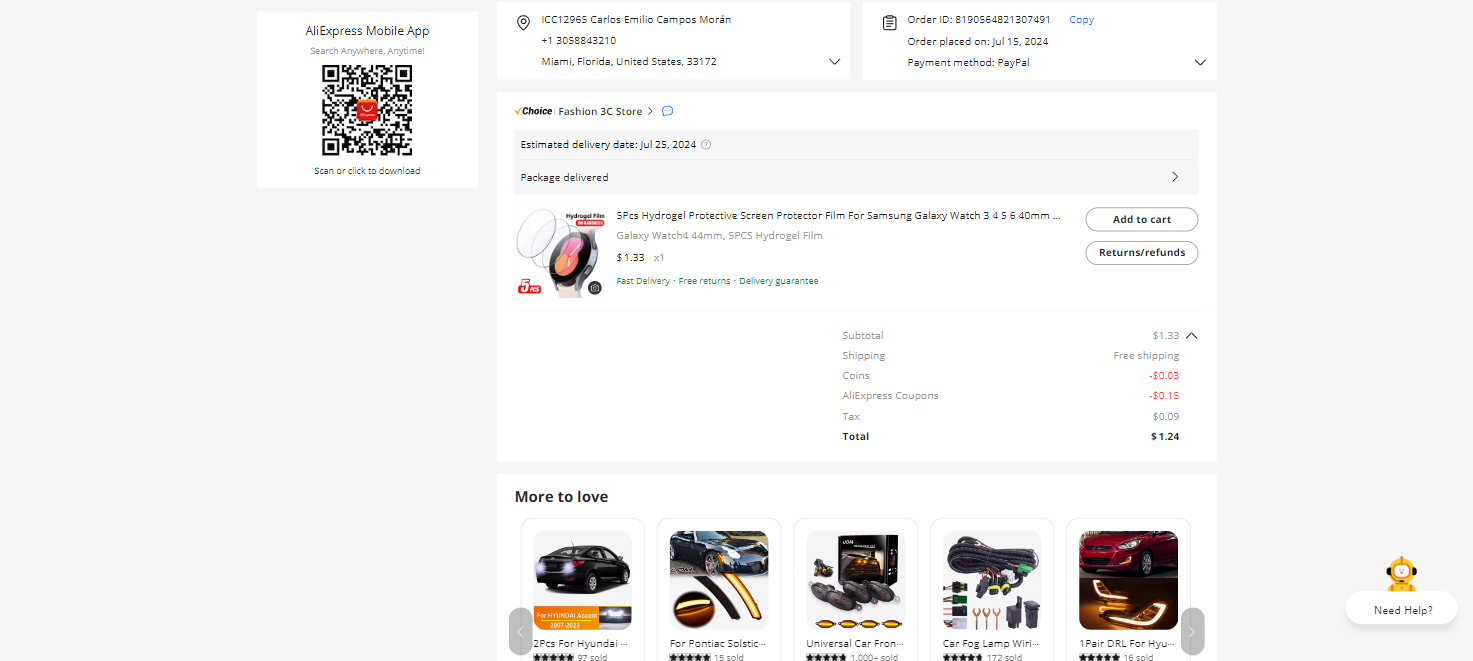 AliExpress Mobile App
Search Anywhere, Anytime!
Scan or click to download
ICC12965 Carlos Emilio Campos Morán
+1 3058843210
Miami, Florida, United States, 33172
Order ID: 8190564821307491 Copy
Order placed on: Jul 15, 2024
Payment method: PayPal
Choice Fashion 3C Store
Estimated delivery date: Jul 25, 2024
Package delivered
Hydrogel Film
5 PCS
5Pcs Hydrogel Protective Screen Protector Film For Samsung Galaxy Watch 3 4 5 6 40mm ...
Galaxy Watch4 44mm, 5PCS Hydrogel Film
$1.33 x1
Fast Delivery · Free returns · Delivery guarantee
Add to cart
Returns/refunds
Subtotal $1.33
Shipping Free shipping
Coins -$0.03
AliExpress Coupons -$0.15
Tax $0.09
Total $1.24
More to love
For HYUNDAI Accent
2007-2021
2Pcs For Hyundai ...
97 sold
For Pontiac Solstic...
15 sold
Universal Car Fron...
1,000+ sold
Car Fog Lamp Wiri...
172 sold
1Pair DRL For Hyu...
16 sold
Need Help?